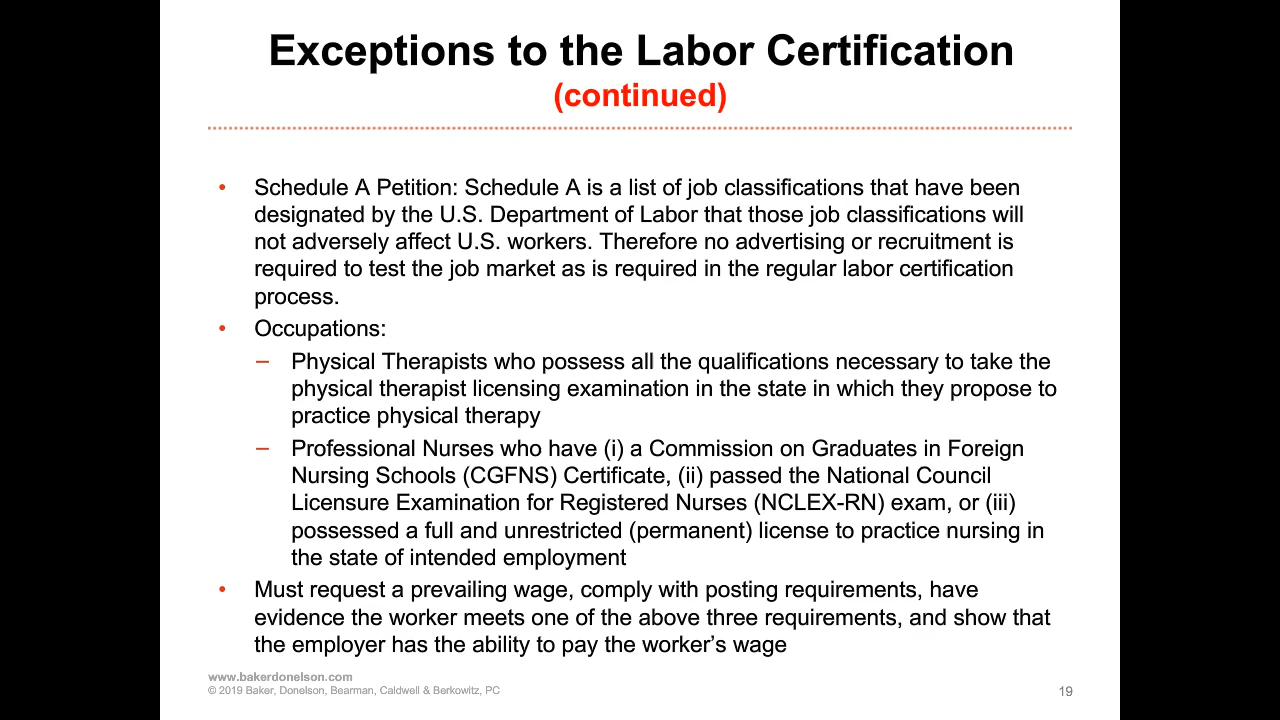 Exceptions to the Labor Certification
(continued)
• Schedule A Petition: Schedule A is a list of job classifications that have been
designated by the U.S. Department of Labor that those job classifications will
not adversely affect U.S. workers. Therefore no advertising or recruitment is
required to test the job market as is required in the regular labor certification
process.
• Occupations:
– Physical Therapists who possess all the qualifications necessary to take the
physical therapist licensing examination in the state in which they propose to
practice physical therapy
– Professional Nurses who have (i) a Commission on Graduates in Foreign
Nursing Schools (CGFNS) Certificate, (ii) passed the National Council
Licensure Examination for Registered Nurses (NCLEX-RN) exam, or (iii)
possessed a full and unrestricted (permanent) license to practice nursing in
the state of intended employment
• Must request a prevailing wage, comply with posting requirements, have
evidence the worker meets one of the above three requirements, and show that
the employer has the ability to pay the worker’s wage
www.bakerdonelson.com
© 2019 Baker, Donelson, Bearman, Caldwell & Berkowitz, PC
19